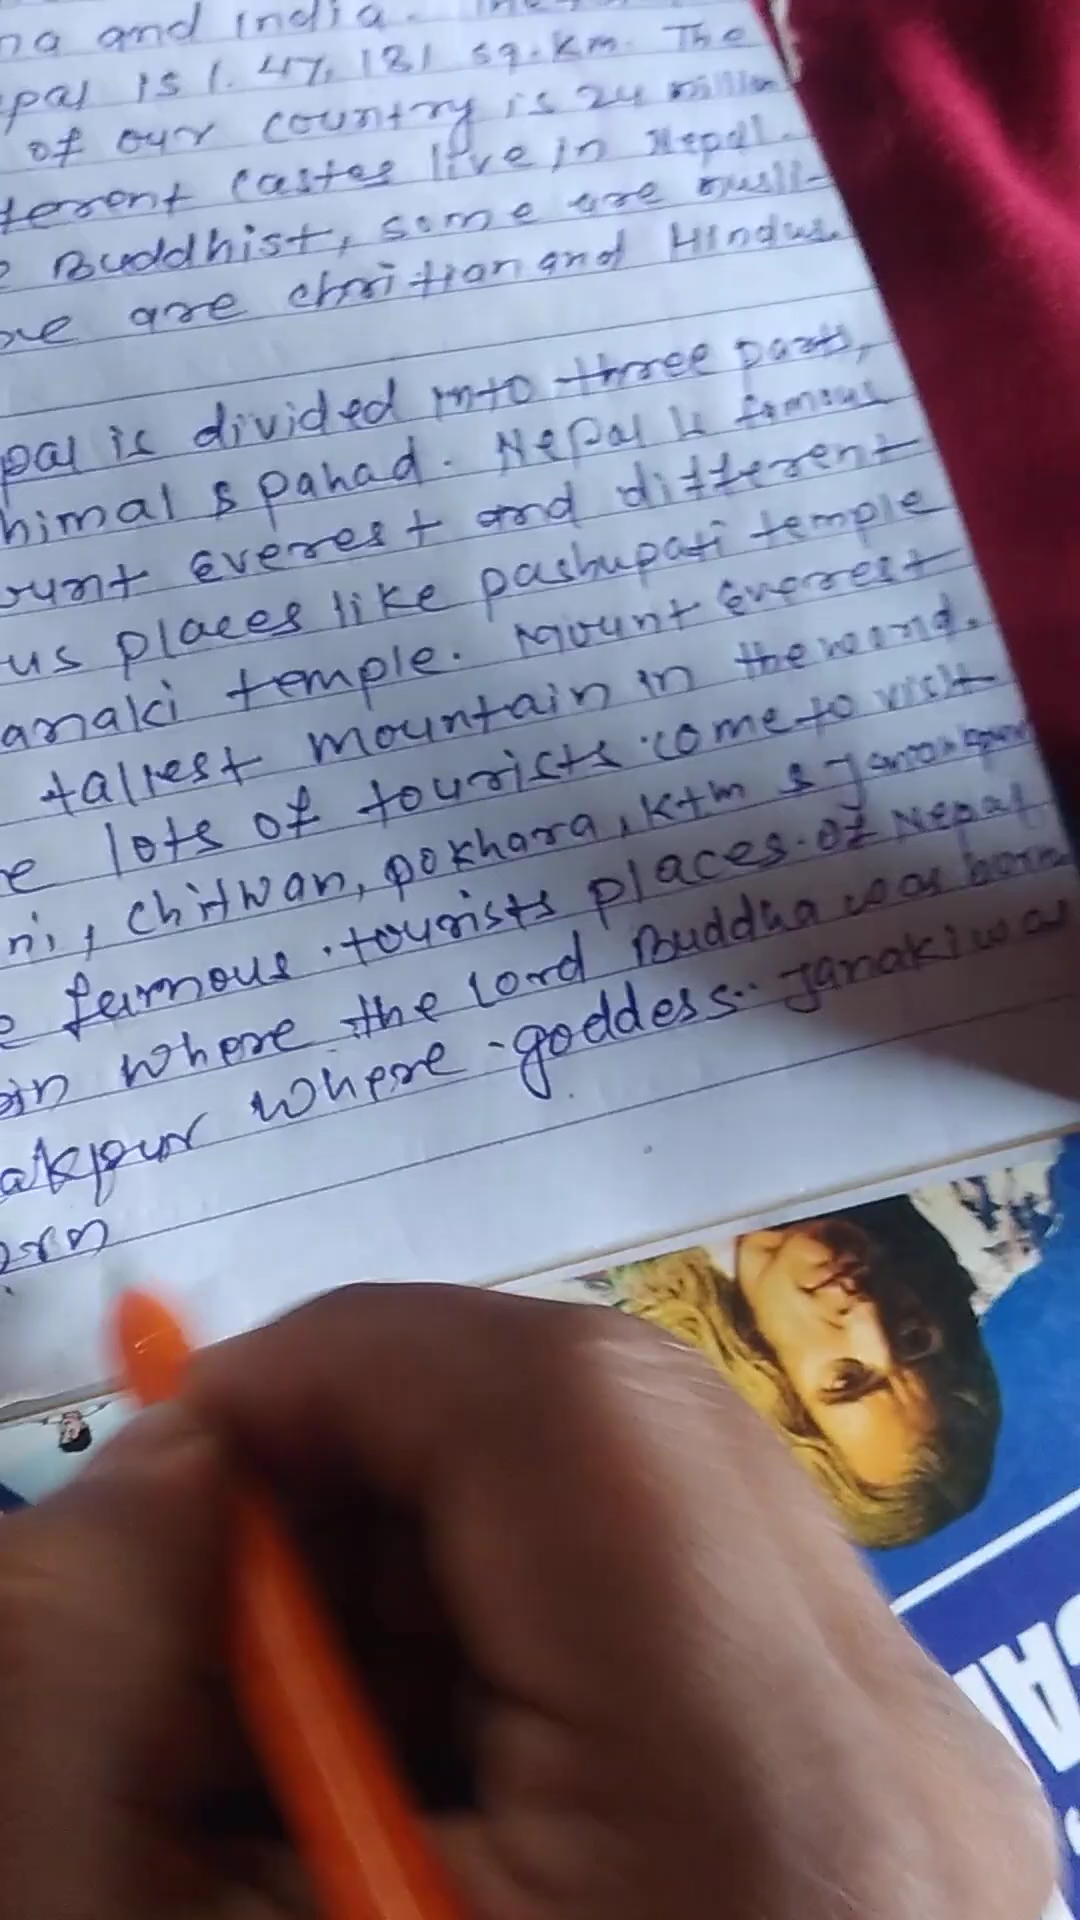 na and india.
pal is 1.47,181 sq.km. The
of our country is 24 million
ferent castes live in Nepal.
Buddhist, some are musli-
me are chritian and Hindus.
pal is divided into three parts,
himal & pahad. Nepal is famous
ount Everest and different
us places like pashupati temple
anaki temple. Mount Everest
tallest mountain in the world.
e lots of tourists come to visit
ni, chitwan, pokhara, ktm & Janakpur
e famous tourists places of Nepal
in where the Lord Buddha was born
akpur where goddess Janaki was
orn